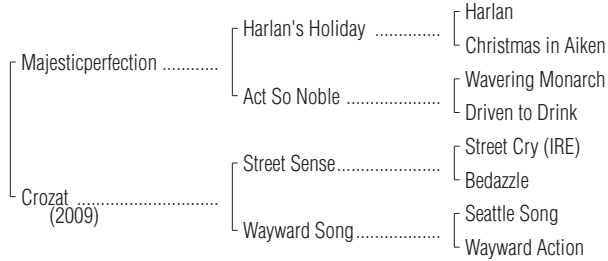 Harlan
Harlan's Holiday ..............
Christmas in Aiken
Majesticperfection ............
Wavering Monarch
Act So Noble .....................
Driven to Drink
Street Cry (IRE)
Street Sense.......................
Bedazzle
Crozat ...............................
(2009)
Seattle Song
Wayward Song...................
Wayward Action